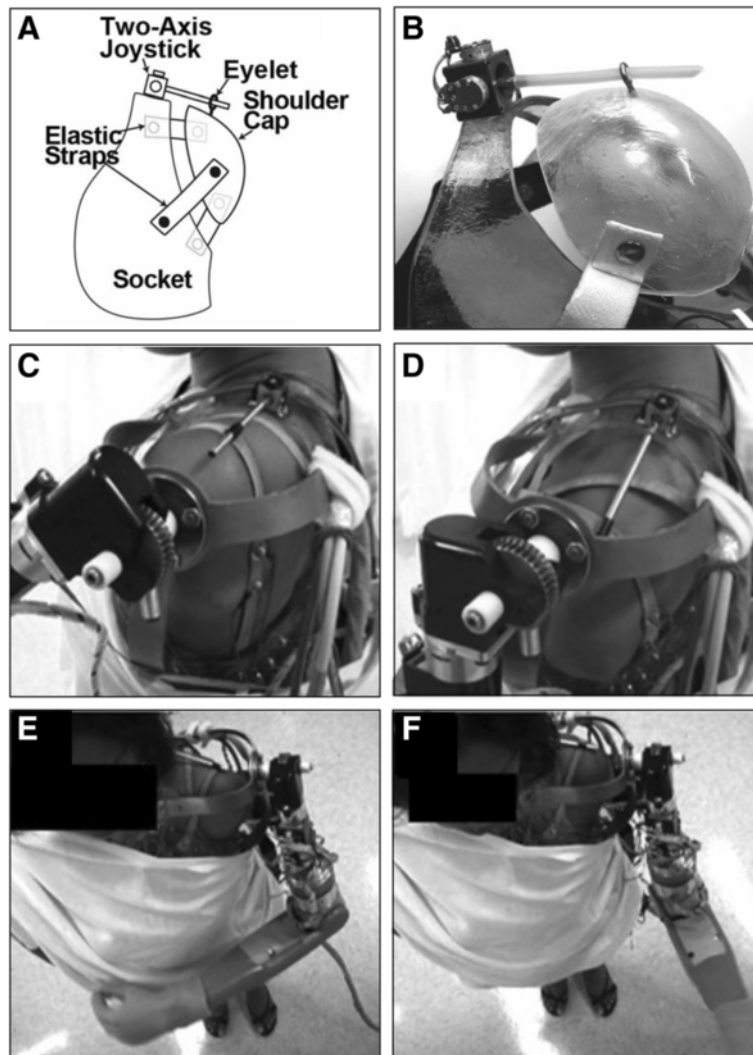 A
Two-Axis
Joystick
Eyelet
Shoulder
Cap
Elastic
Straps
Socket
B
C
D
E
F